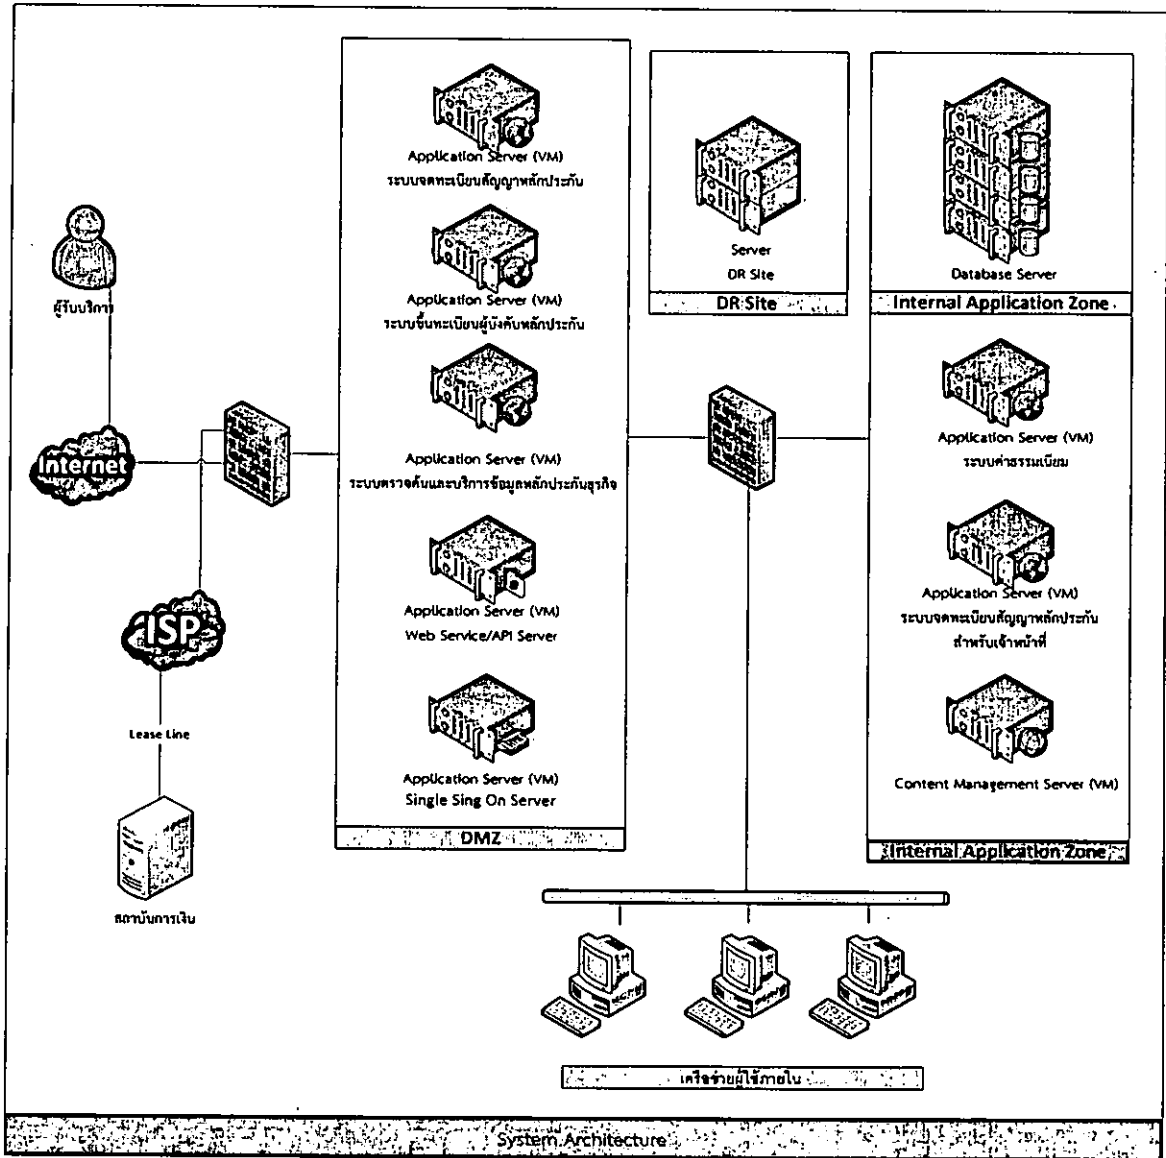 ผู้รับบริการ
Internet
ISP
Lease Line
สถาบันการเงิน
Application Server (VM)
ระบบจดทะเบียนสัญญาหลักประกัน
Application Server (VM)
ระบบขึ้นทะเบียนผู้บังคับหลักประกัน
Application Server (VM)
ระบบตรวจค้นและบริการข้อมูลหลักประกันธุรกิจ
Application Server (VM)
Web Service/API Server
Application Server (VM)
Single Sing On Server
DMZ
Server
DR Site
DR Site
Database Server
Internal Application Zone
Application Server (VM)
ระบบค่าธรรมเนียม
Application Server (VM)
ระบบจดทะเบียนสัญญาหลักประกัน
สำหรับเจ้าหน้าที่
Content Management Server (VM)
Internal Application Zone
เครือข่ายผู้ใช้ภายใน
System Architecture